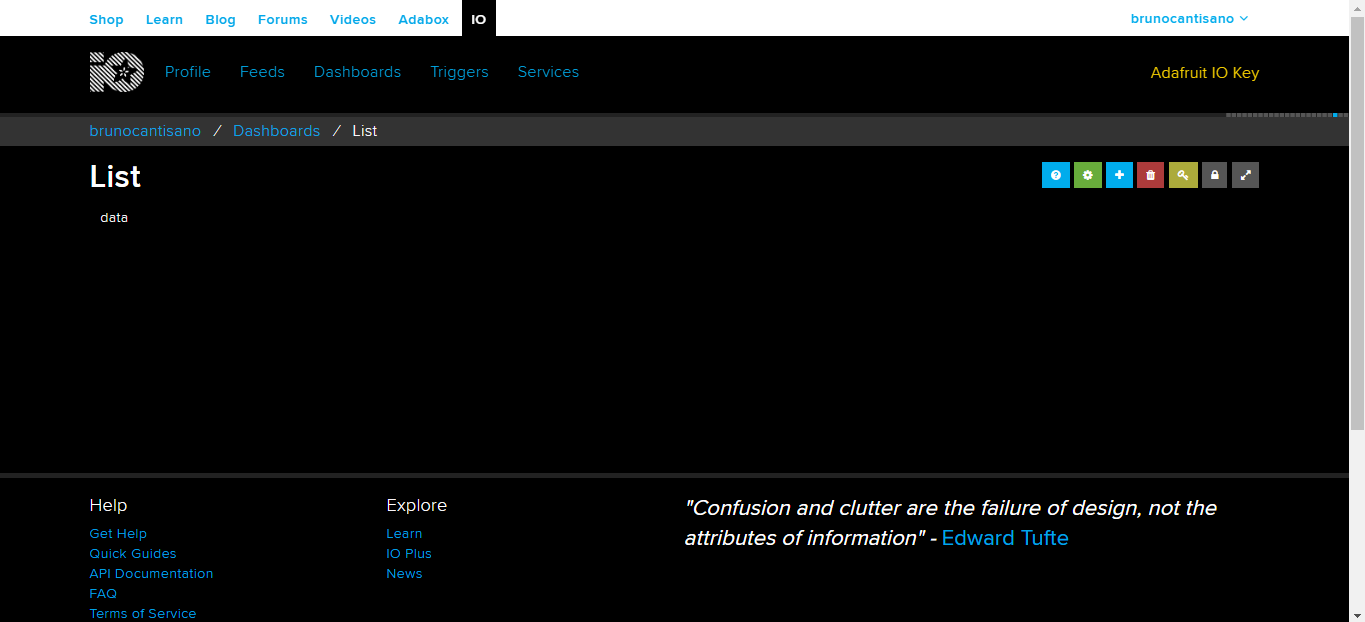 Shop Learn Blog Forums Videos Adabox IO brunocantisano
IO Profile Feeds Dashboards Triggers Services Adafruit IO Key
brunocantisano / Dashboards / List
List
data
Help Explore
"Confusion and clutter are the failure of design, not the
attributes of information" - Edward Tufte
Get Help Learn
Quick Guides IO Plus
API Documentation News
FAQ
Terms of Service